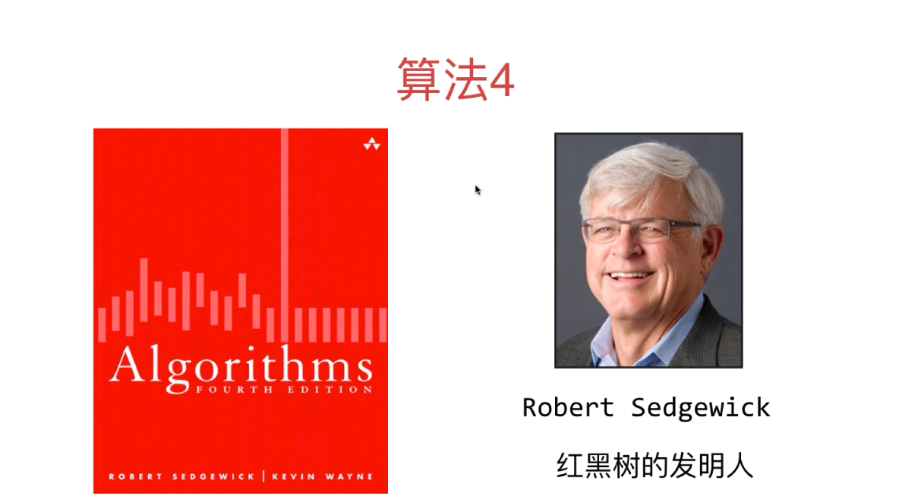 算法4
Algorithms
FOURTH EDITION
ROBERT SEDGEWICK | KEVIN WAYNE
Robert Sedgewick
红黑树的发明人